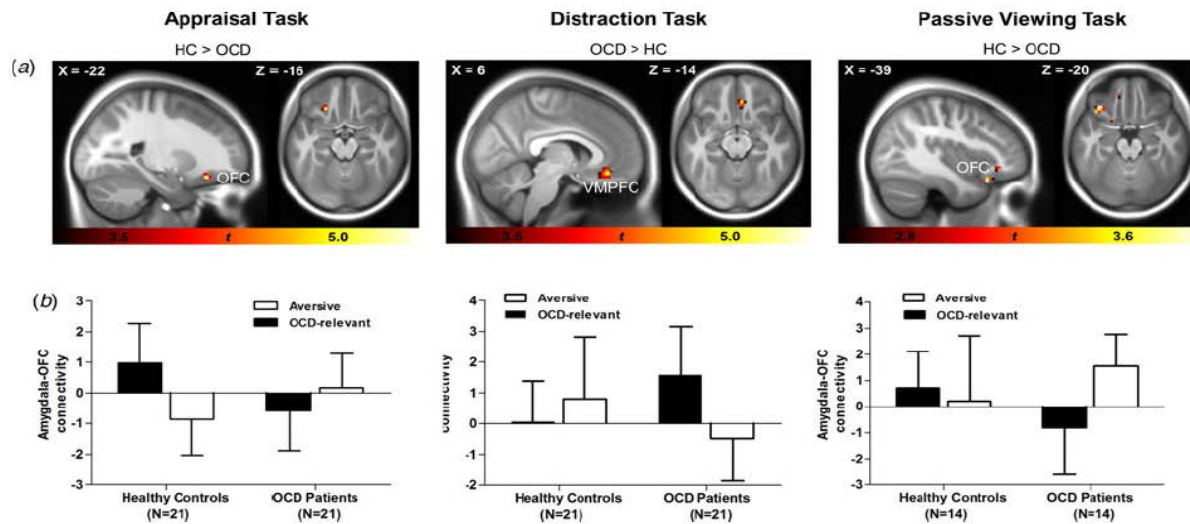 Appraisal Task
Distraction Task
Passive Viewing Task
HC > OCD
OCD > HC
HC > OCD
(a)
X = -22
Z = -16
OFC
3.5
t
5.0
X = 6
Z = -14
VMPFC
3.5
t
5.0
X = -39
Z = -20
OFC
2.8
t
3.6
(b)
Amygdala-OFC
connectivity
3
2
1
0
-1
-2
-3
Aversive
OCD-relevant
Healthy Controls
(N=21)
OCD Patients
(N=21)
connectivity
4
3
2
1
0
-1
-2
Aversive
OCD-relevant
Healthy Controls
(N=21)
OCD Patients
(N=21)
Amygdala-OFC
connectivity
4
3
2
1
0
-1
-2
-3
Aversive
OCD-relevant
Healthy Controls
(N=14)
OCD Patients
(N=14)